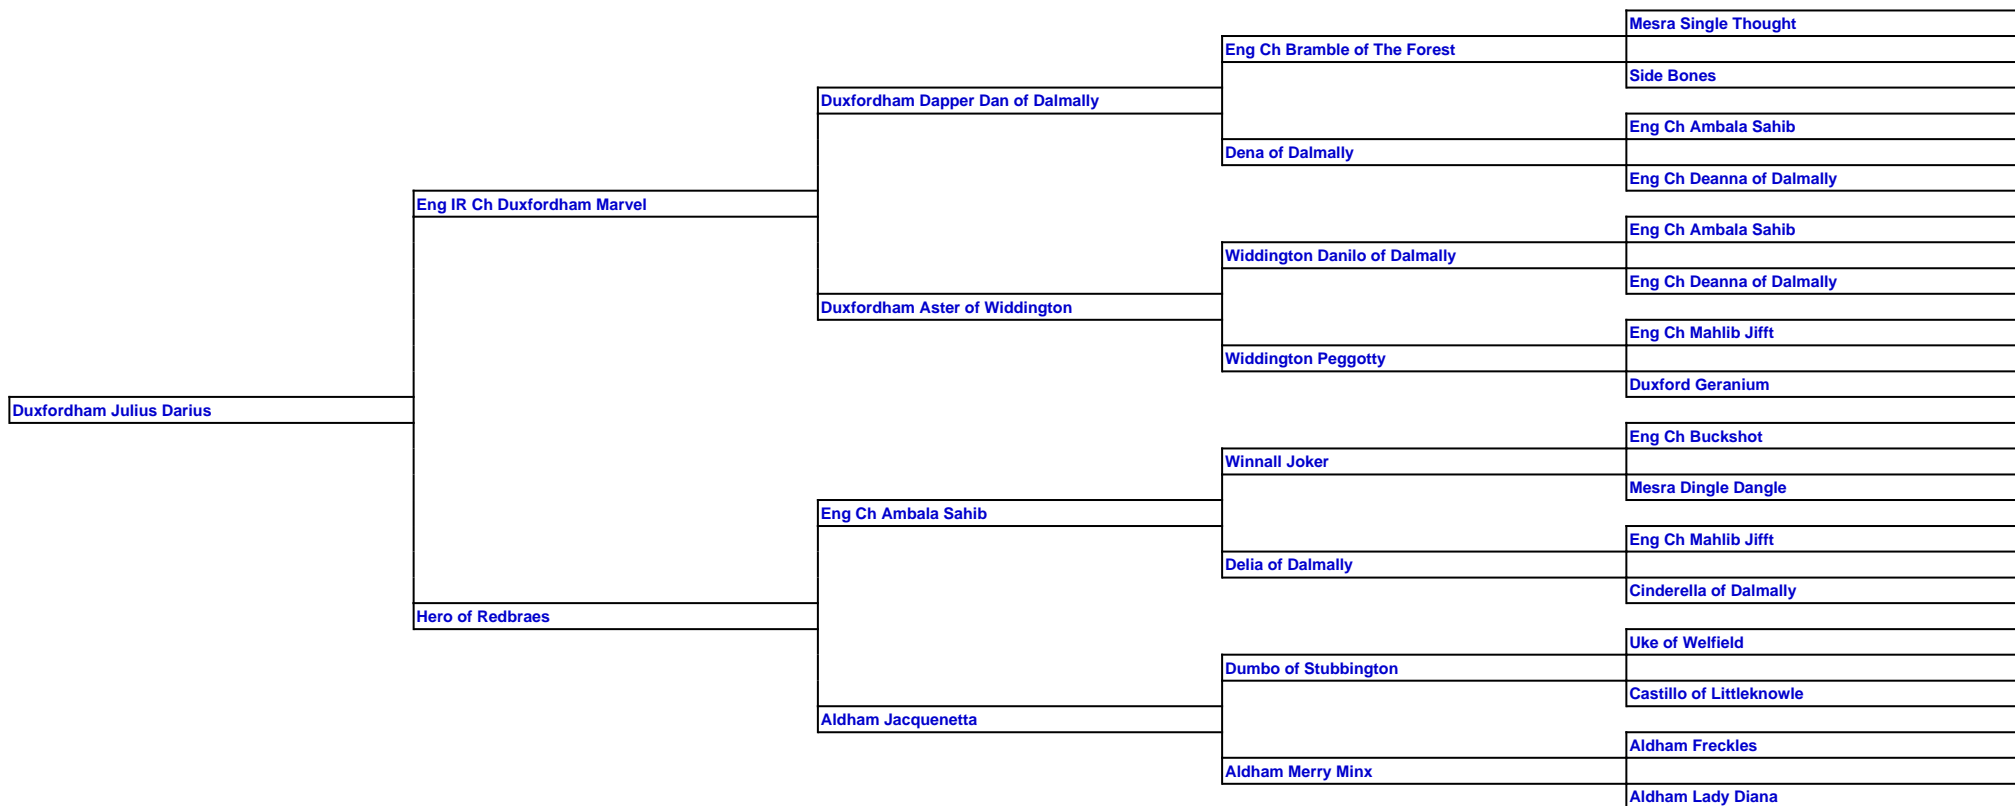 Mesra Single Thought
Eng Ch Bramble of The Forest
Side Bones
Duxfordham Dapper Dan of Dalmally
Eng Ch Ambala Sahib
Dena of Dalmally
Eng Ch Deanna of Dalmally
Eng IR Ch Duxfordham Marvel
Eng Ch Ambala Sahib
Widdington Danilo of Dalmally
Eng Ch Deanna of Dalmally
Duxfordham Aster of Widdington
Eng Ch Mahlib Jifft
Widdington Peggotty
Duxford Geranium
Duxfordham Julius Darius
Eng Ch Buckshot
Winnall Joker
Mesra Dingle Dangle
Eng Ch Ambala Sahib
Eng Ch Mahlib Jifft
Delia of Dalmally
Cinderella of Dalmally
Hero of Redbraes
Uke of Welfield
Dumbo of Stubbington
Castillo of Littleknowle
Aldham Jacquenetta
Aldham Freckles
Aldham Merry Minx
Aldham Lady Diana